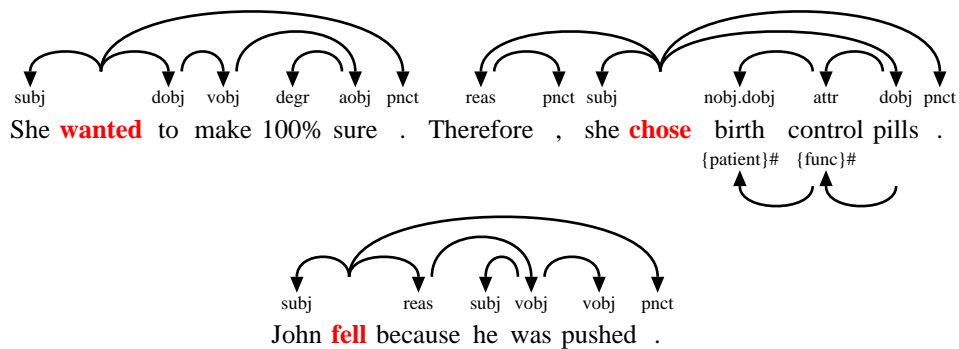 subj dobj vobj degr aobj pnct reas pnct subj nobj.dobj attr dobj pnct
She wanted to make 100% sure . Therefore , she chose birth control pills .
{patient}# {func}#
subj reas subj vobj vobj pnct
John fell because he was pushed .